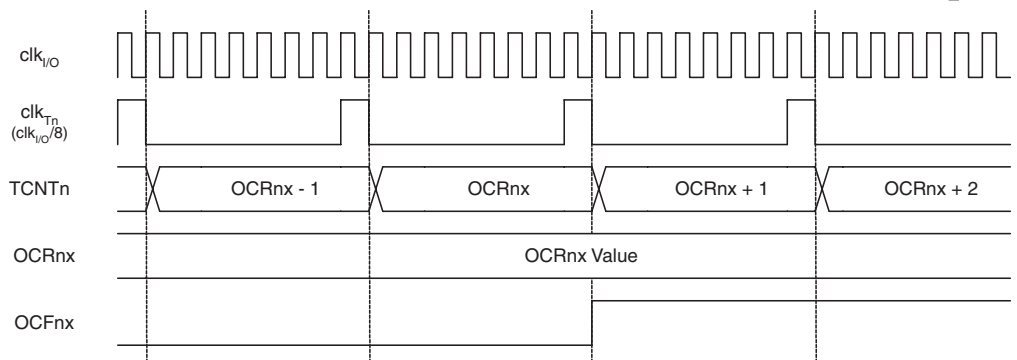 clkI/O
clkTn
(clkI/O/8)
TCNTn OCRnx - 1 OCRnx OCRnx + 1 OCRnx + 2
OCRnx OCRnx Value
OCFnx